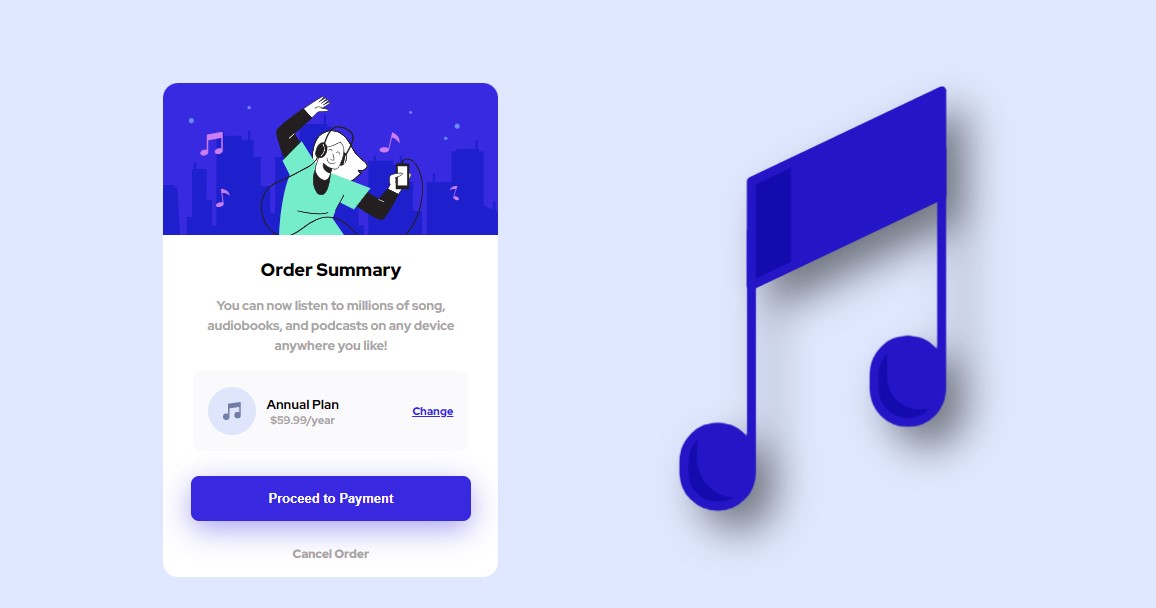 Order Summary
You can now listen to millions of song,
audiobooks, and podcasts on any device
anywhere you like!
Annual Plan
$59.99/year
Change
Proceed to Payment
Cancel Order